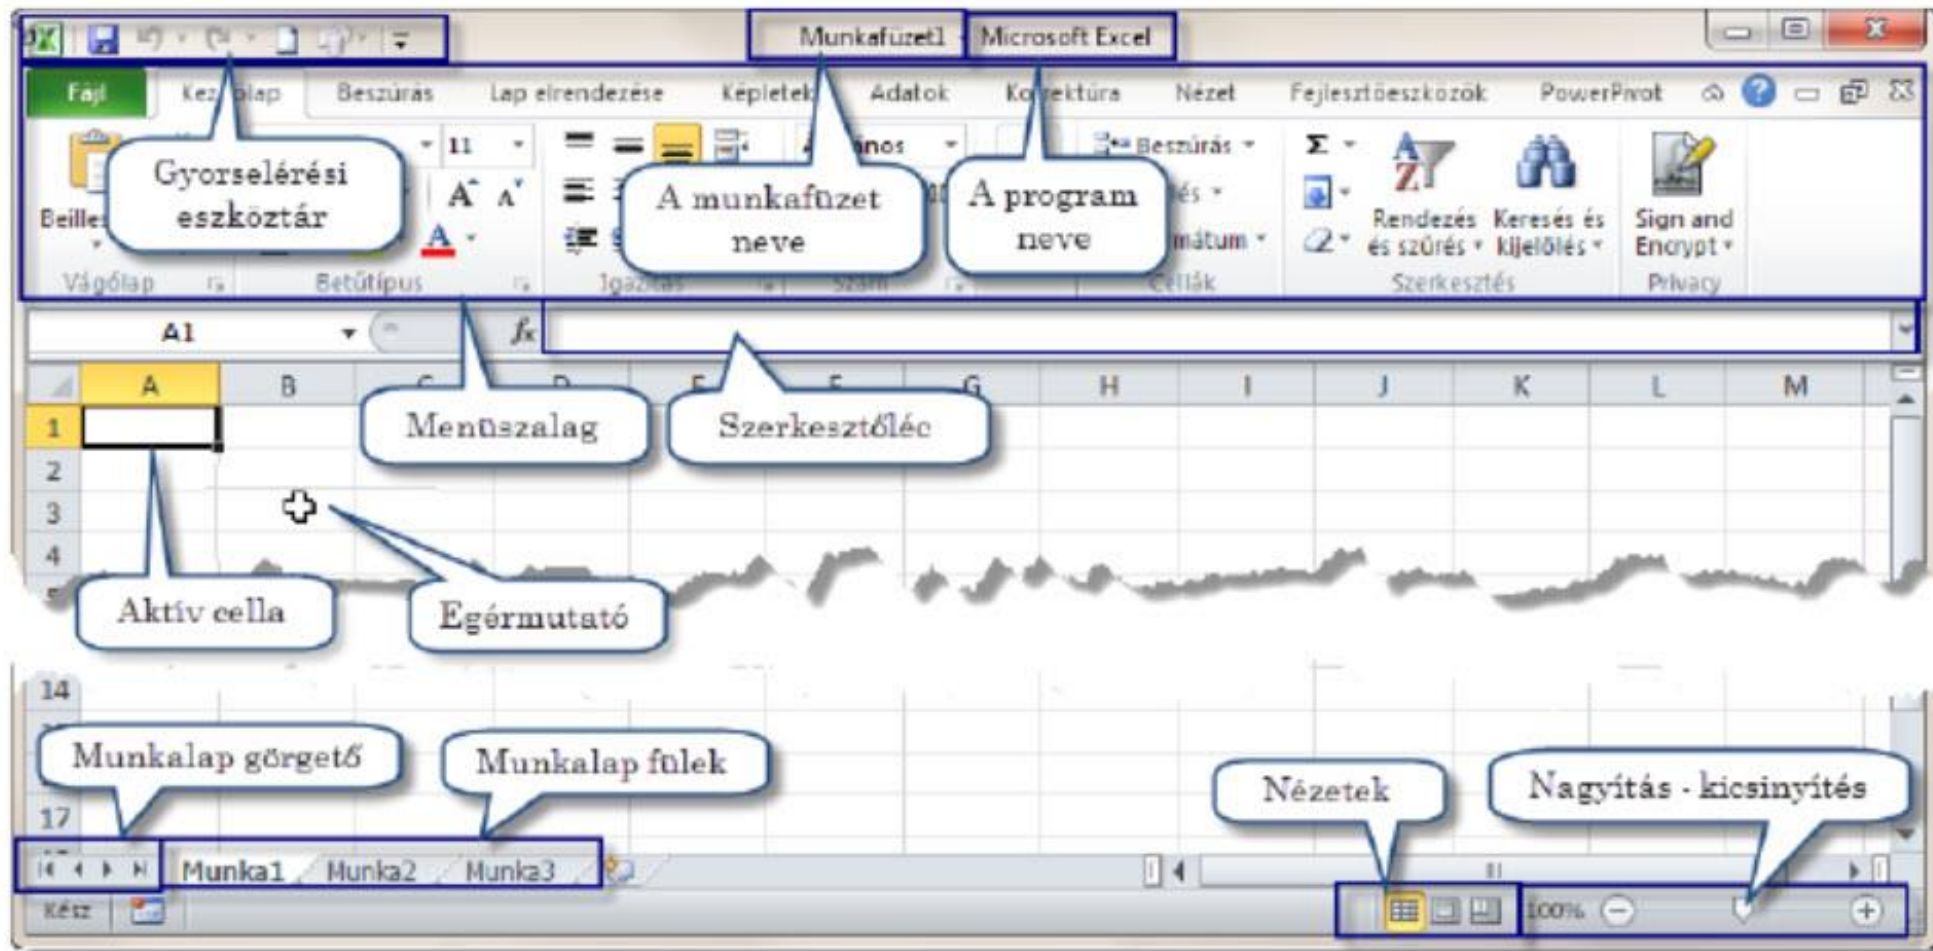 Munkafüzet1 - Microsoft Excel
Fájl
Beszúrás
Lap elrendezése
Adatok
Nézet
Fejlesztőeszközök
PowerPivot
Gyorselérési
eszköztár
A munkafüzet
neve
A program
neve
11
Beszúrás
Rendezés
és szűrés
Keresés és
kijelölés
Sign and
Encrypt
Vágólap
Betűtípus
Szerkesztés
Privacy
A1
fx
A B H I J K L M
Menüszalag
Szerkesztőléc
1
2
3
4
Aktív cella
Egérmutató
14
Munkalap görgető
Munkalap fülek
Nézetek
Nagyítás - kicsinyítés
17
Munka1 Munka2 Munka3
Kész
100%